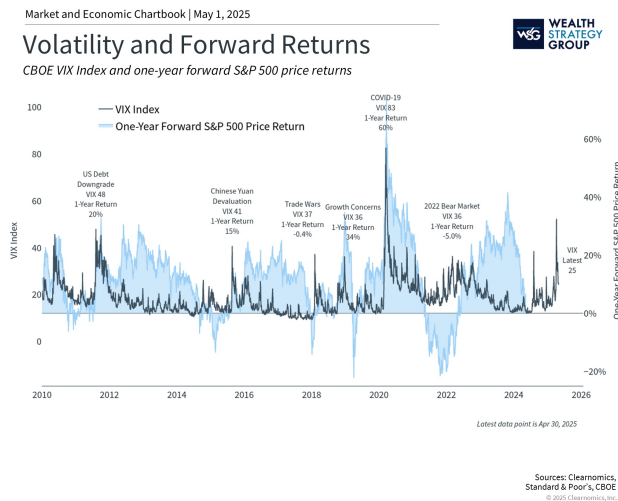 Market and Economic Chartbook | May 1, 2025
WSG
WEALTH
STRATEGY
GROUP
Volatility and Forward Returns
CBOE VIX Index and one-year forward S&P 500 price returns
VIX Index
One-Year Forward S&P 500 Price Return
COVID-19
VIX 83
1-Year Return
60%
US Debt
Downgrade
VIX 48
1-Year Return
20%
Chinese Yuan
Devaluation
VIX 41
1-Year Return
15%
Trade Wars
VIX 37
1-Year Return
-0.4%
Growth Concerns
VIX 36
1-Year Return
34%
2022 Bear Market
VIX 36
1-Year Return
-5.0%
VIX
Latest
25
VIX Index
100
80
60
40
20
0
60%
40%
20%
0%
−20%
One-Year Forward S&P 500 Price Return
2010
2012
2014
2016
2018
2020
2022
2024
2026
Latest data point is Apr 30, 2025
Sources: Clearnomics,
Standard & Poor's, CBOE
© 2025 Clearnomics, Inc.